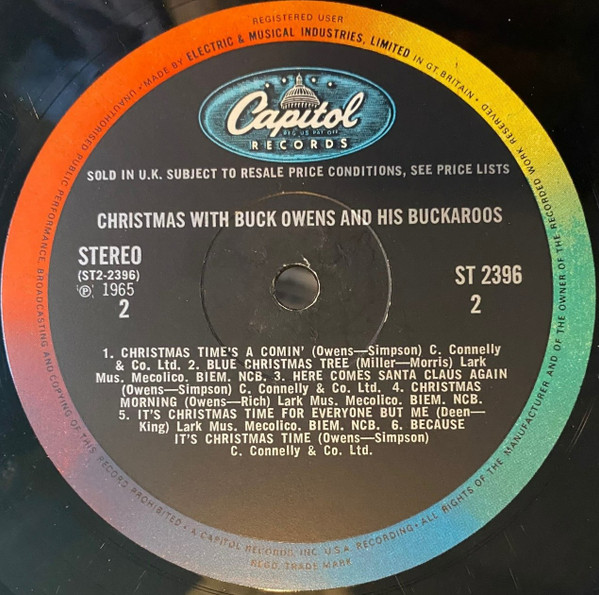 REGISTERED USER
UNAUTHORISED PUBLIC PERFORMANCE, BROADCASTING AND COPYING OF THIS RECORD PROHIBITED • A CAPITOL RECORDS, INC. U.S.A. RECORDING • ALL RIGHTS OF THE MANUFACTURER AND OF THE OWNER OF THE RECORDED WORK RESERVED •
• MADE BY ELECTRIC & MUSICAL INDUSTRIES, LIMITED IN GT. BRITAIN •
Capitol
REG. US. PAT. OFF.
RECORDS
SOLD IN U.K. SUBJECT TO RESALE PRICE CONDITIONS, SEE PRICE LISTS
CHRISTMAS WITH BUCK OWENS AND HIS BUCKAROOS
STEREO
(ST2-2396)
Ⓟ 1965
2
ST 2396
2
1. CHRISTMAS TIME'S A COMIN' (Owens—Simpson) C. Connelly
& Co. Ltd. 2. BLUE CHRISTMAS TREE (Miller—Morris) Lark
Mus. Mecolico. BIEM. NCB. 3. HERE COMES SANTA CLAUS AGAIN
(Owens—Simpson) C. Connelly & Co. Ltd. 4. CHRISTMAS
MORNING (Owens—Rich) Lark Mus. Mecolico. BIEM. NCB.
5. IT'S CHRISTMAS TIME FOR EVERYONE BUT ME (Deen—
King) Lark Mus. Mecolico. BIEM. NCB. 6. BECAUSE
IT'S CHRISTMAS TIME (Owens—Simpson)
C. Connelly & Co. Ltd.
REGD. TRADE MARK